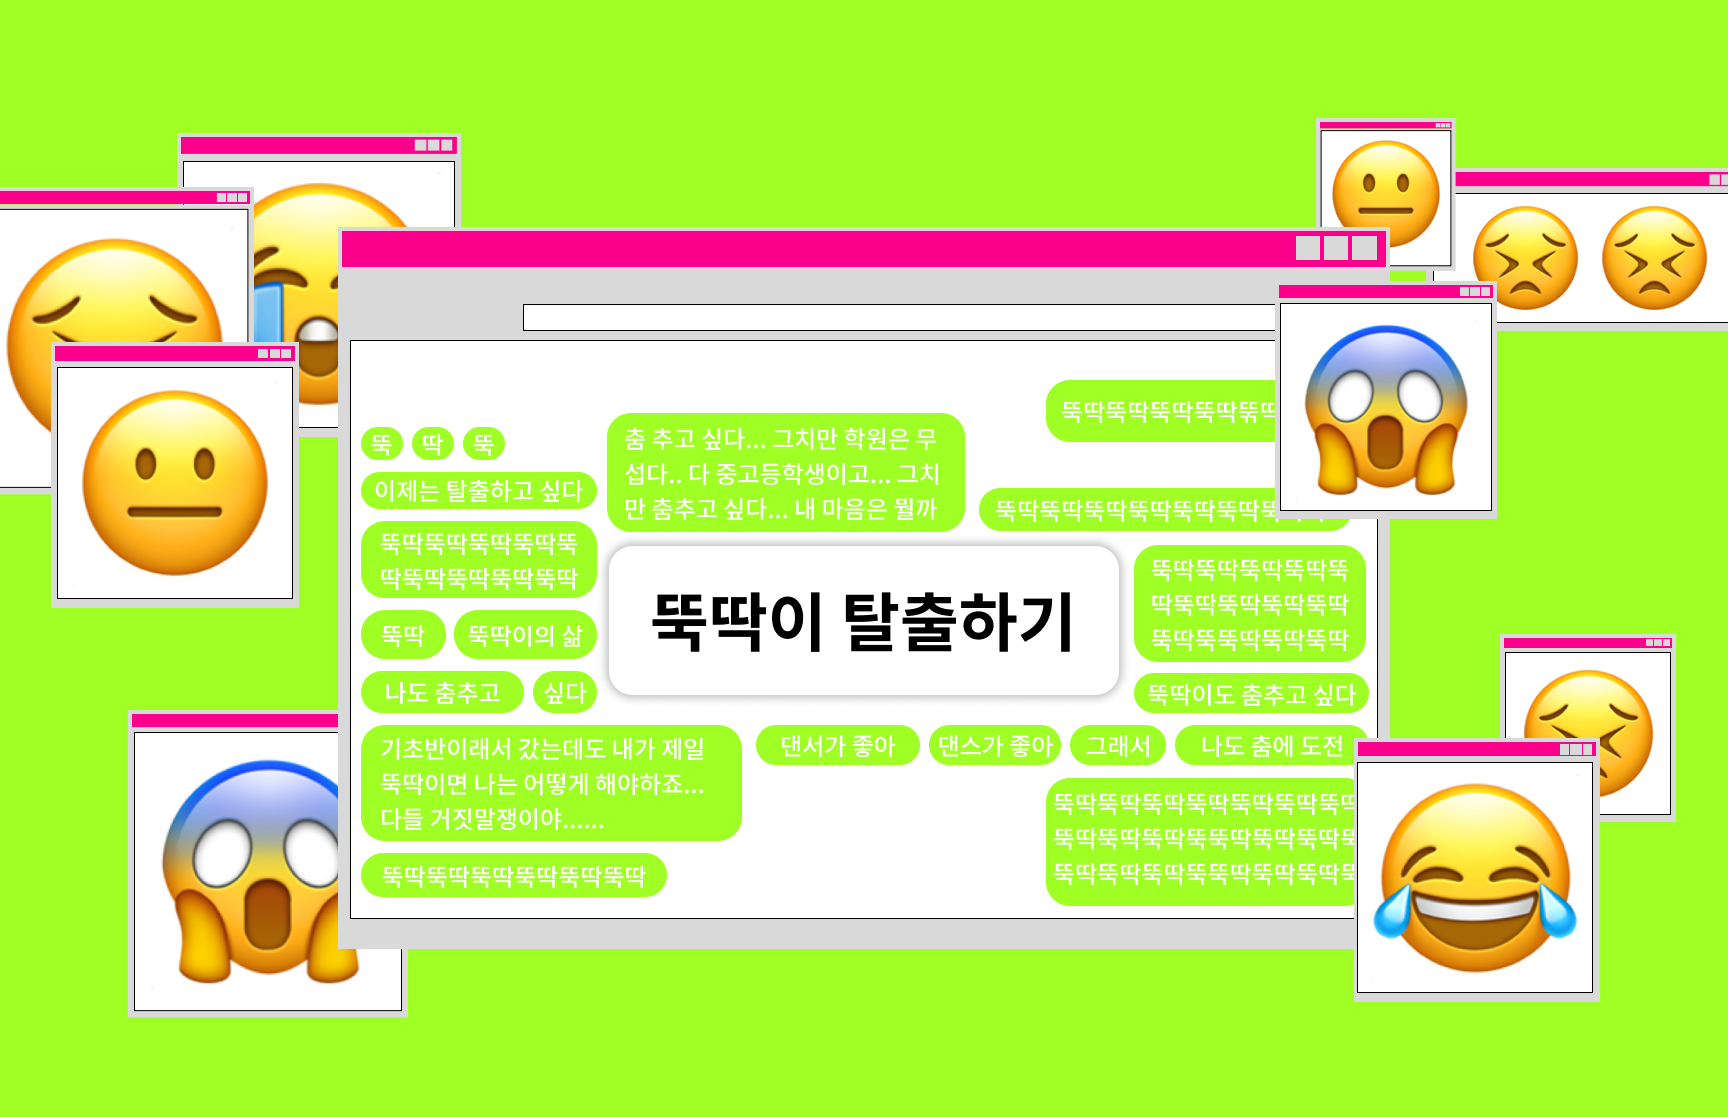 뚝딱뚝딱뚝딱뚝딱뚞딱
춤 추고 싶다... 그치만 학원은 무
섭다.. 다 중고등학생이고... 그치
만 춤추고 싶다... 내 마음은 뭘까
뚝 딱 뚝
이제는 탈출하고 싶다
뚝딱뚝딱뚝딱뚝딱뚝딱뚝딱
뚝딱뚝딱뚝딱뚝딱뚝
딱뚝딱뚝딱뚝딱뚝딱
뚝딱이 탈출하기
뚝딱뚝딱뚝딱뚝딱뚝
딱뚝딱뚝딱뚝딱뚝딱
뚝딱뚝뚝딱뚝딱뚝딱
뚝딱 뚝딱이의 삶
나도 춤추고 싶다
뚝딱이도 춤추고 싶다
기초반이래서 갔는데도 내가 제일
뚝딱이면 나는 어떻게 해야하죠...
다들 거짓말쟁이야......
댄서가 좋아 댄스가 좋아 그래서 나도 춤에 도전
뚝딱뚝딱뚝딱뚝딱뚝딱뚝딱
뚝딱뚝딱뚝딱뚝딱뚝딱뚝딱뚝딱
뚝딱뚝딱뚝딱뚝뚝딱뚝딱뚝딱뚝
뚝딱뚝딱뚝딱뚝딱뚝딱뚝딱뚝